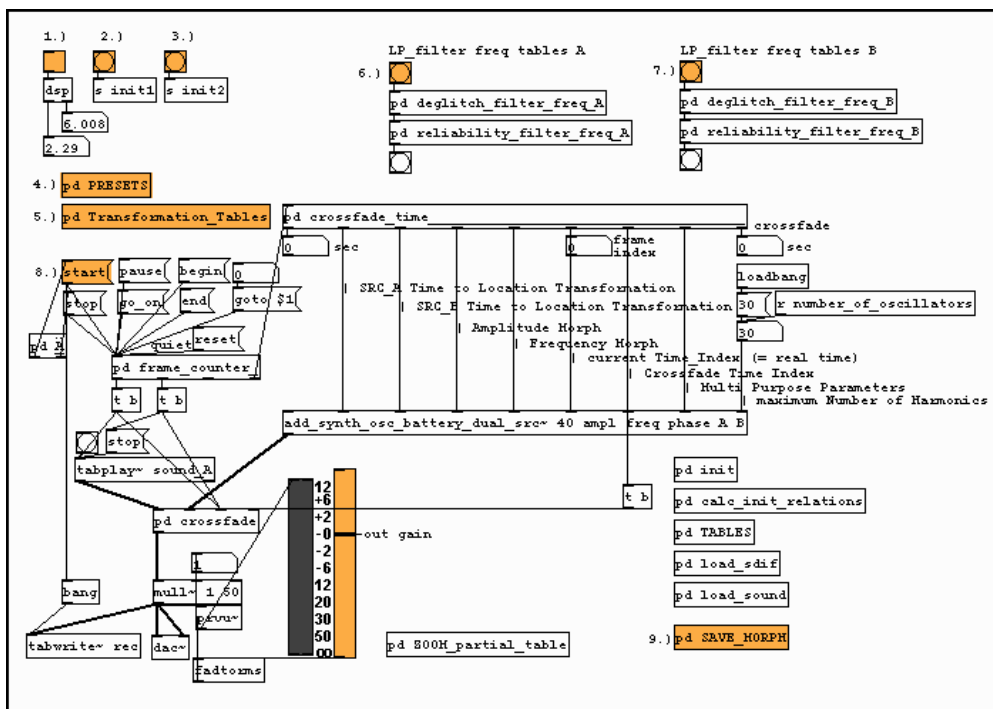 1.) 2.) 3.)
LP_filter freq tables A
LP_filter freq tables B
6.)
7.)
dsp
s init1
s init2
6.008
2.29
pd deglitch_filter_freq_A
pd reliability_filter_freq_A
pd deglitch_filter_freq_B
pd reliability_filter_freq_B
4.) pd PRESETS
5.) pd Transformation_Tables
pd crossfade_time
crossfade
0 sec
0 frame index
0 sec
8.) start pause begin 0
stop go_on end goto $1
pd A
quiet reset
pd frame_counter
loadbang
30 r number_of_oscillators
30
| SRC_A Time to Location Transformation
| SRC_B Time to Location Transformation
| Amplitude Morph
| Frequency Morph
| current Time_Index (= real time)
| Crossfade Time Index
| Multi Purpose Parameters
| maximum Number of Harmonics
t b t b
add_synth_osc_battery_dual_src~ 40 ampl freq phase A B
stop
tabplay~ sound_A
t b
pd crossfade
12
+6
+2
-0
-2
-6
12
20
30
50
00
out gain
1
bang
mull~ 1 50
prvu~
tabwrite~ rec
dac~
fadtorms
pd ZOOM_partial_table
pd init
pd calc_init_relations
pd TABLES
pd load_sdif
pd load_sound
9.) pd SAVE_MORPH